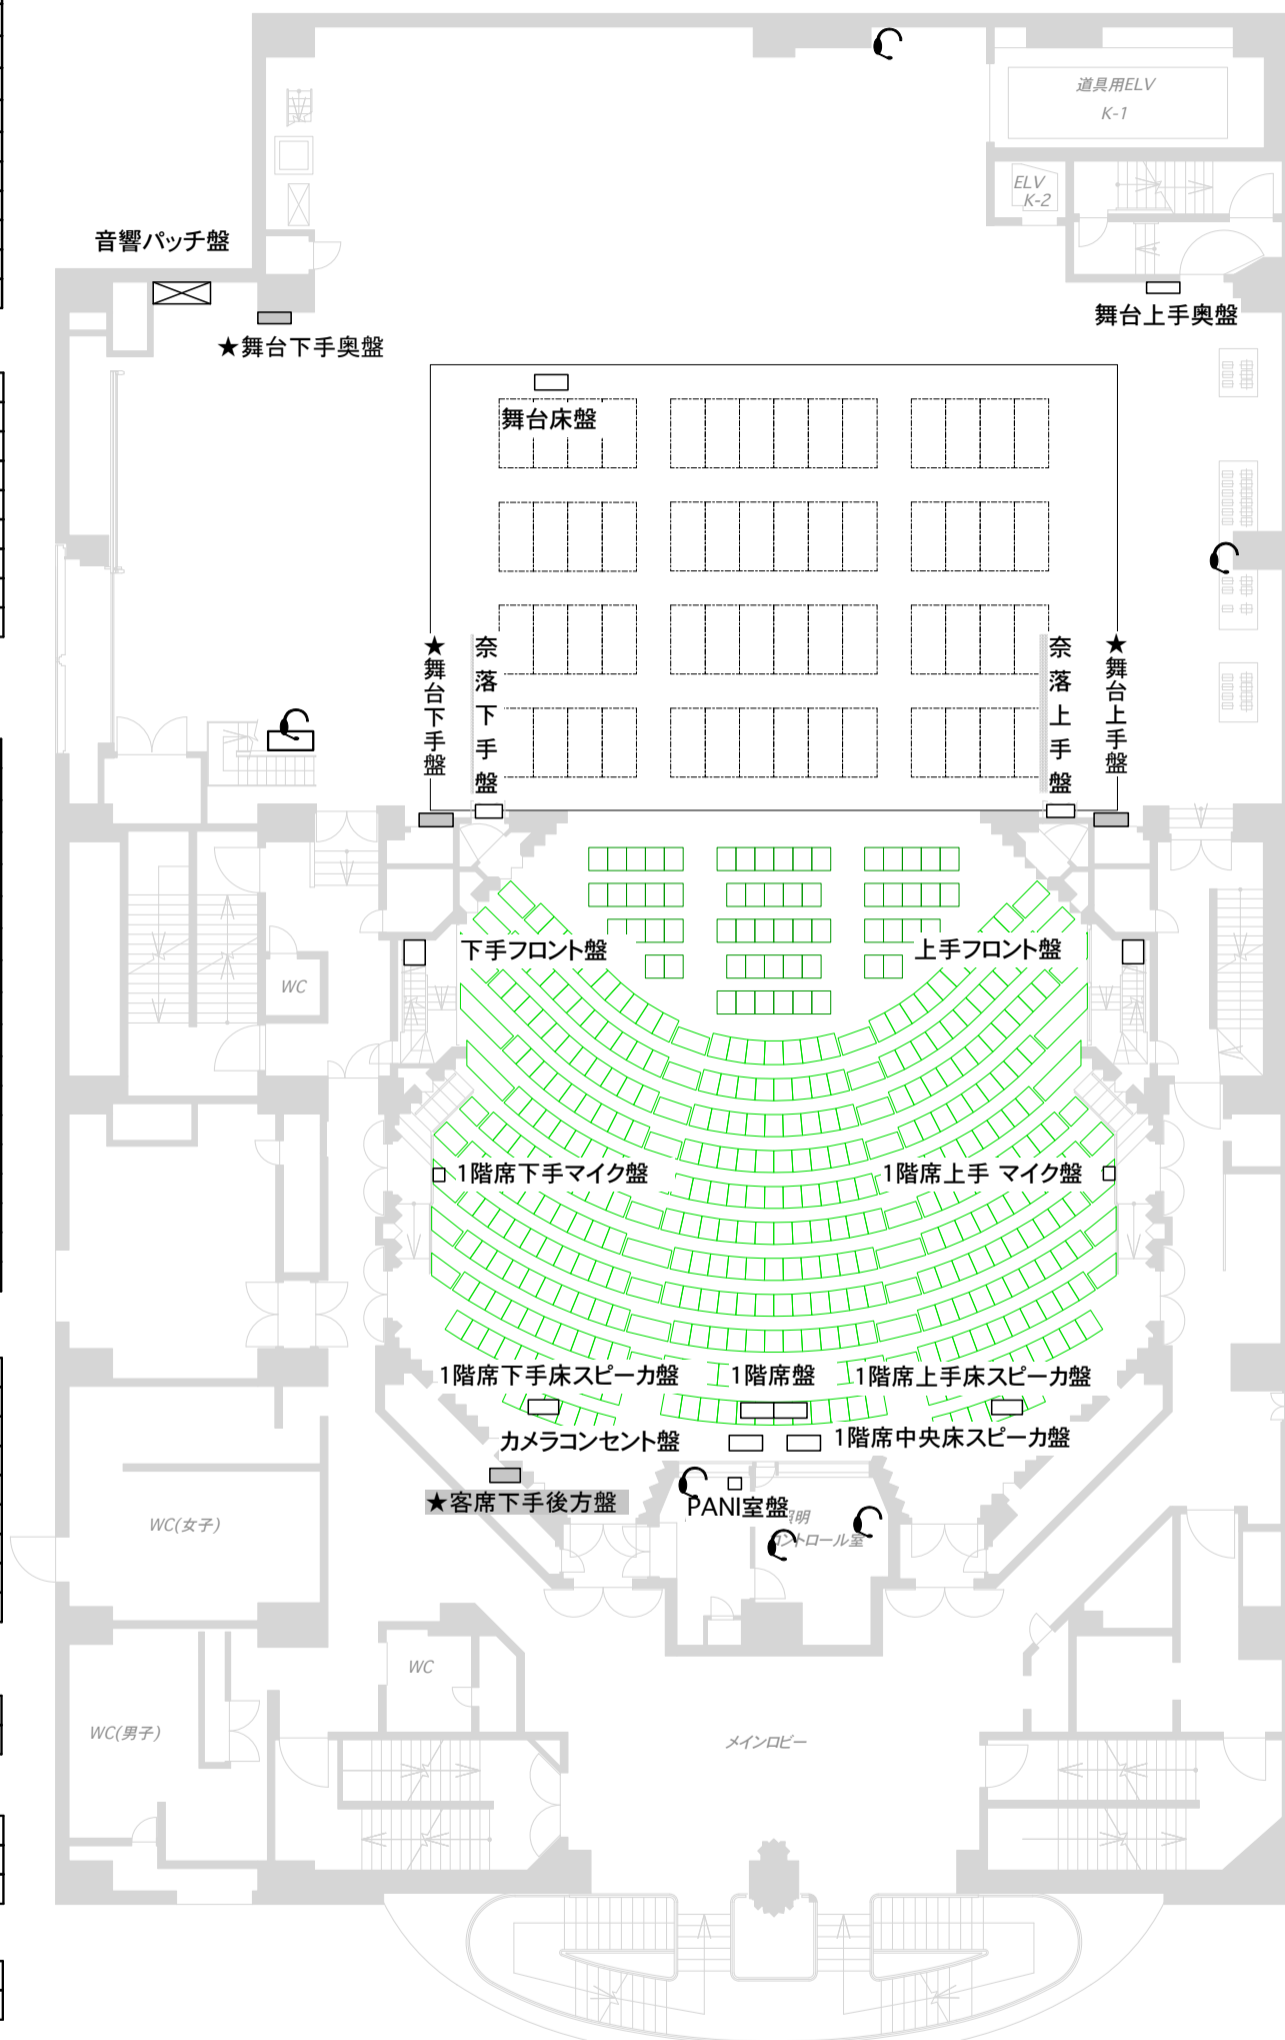 道具用ELV
K-1
ELV
K-2
音響パッチ盤
舞台上手奥盤
★舞台下手奥盤
舞台床盤
★舞台下手盤
奈落下手盤
奈落上手盤
★舞台上手盤
下手フロント盤
上手フロント盤
WC
1階席下手マイク盤
1階席上手 マイク盤
1階席下手床スピーカ盤
1階席盤
1階席上手床スピーカ盤
カメラコンセント盤
1階席中央床スピーカ盤
★客席下手後方盤
PANI室盤
照明
コントロール室
WC(女子)
WC
WC(男子)
メインロビー